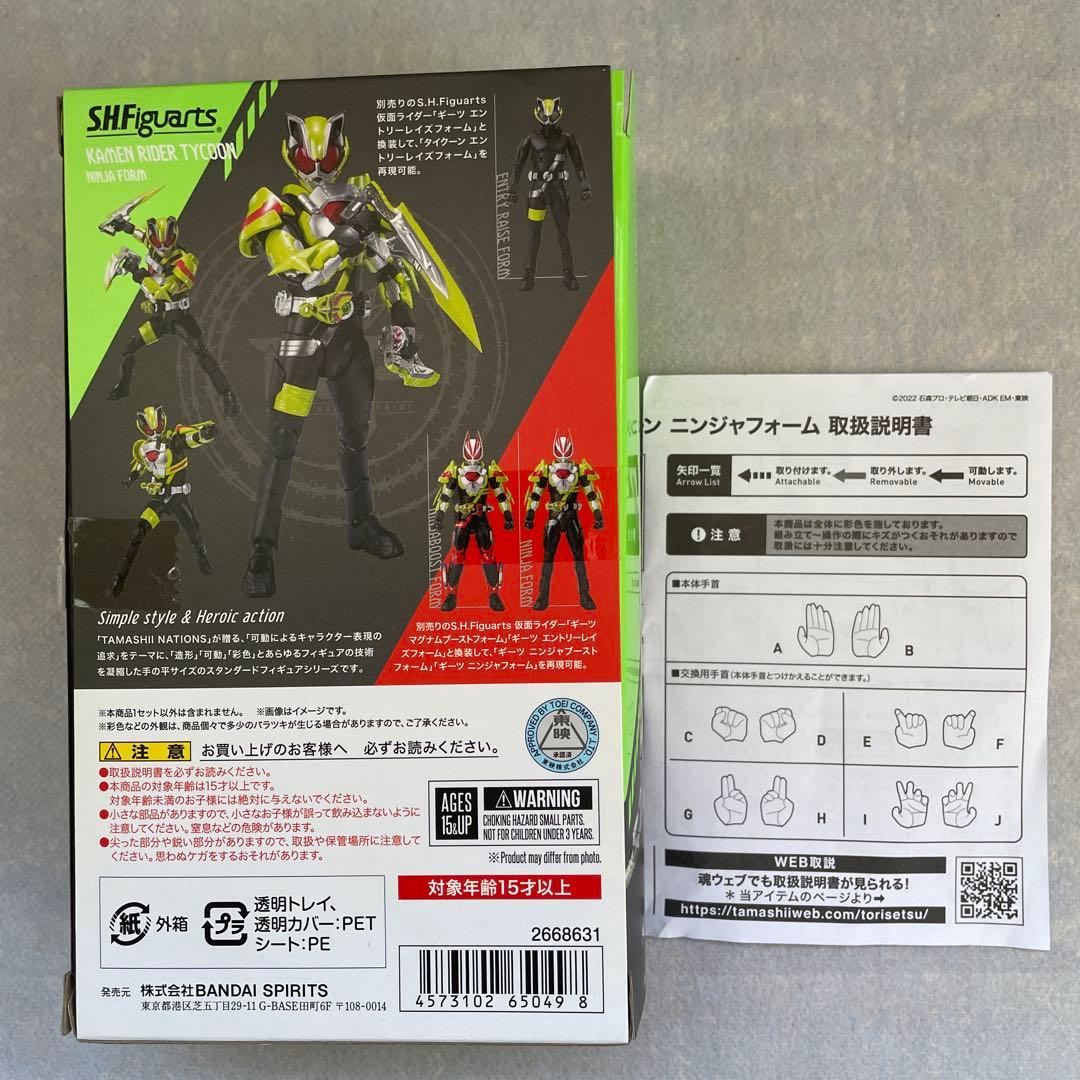 S.H.Figuarts®
KAMEN RIDER TYCOON
NINJA FORM
別売りのS.H.Figuarts
仮面ライダー「ギーツ エン
トリーレイズフォーム」と
換装して、「タイクーン エン
トリーレイズフォーム」を
再現可能。
ENTRY RAISE FORM
NINJABOOST FORM
NINJA FORM
別売りのS.H.Figuarts 仮面ライダー「ギーツ
マグナムブーストフォーム」「ギーツ エントリーレイ
ズフォーム」と換装して、「ギーツ ニンジャブースト
フォーム」「ギーツ ニンジャフォーム」を再現可能。
Simple style & Heroic action
「TAMASHII NATIONS」が贈る、「可動によるキャラクター表現の
追求」をテーマに、「造形」「可動」「彩色」とあらゆるフィギュアの技術
を凝縮した手の平サイズのスタンダードフィギュアシリーズです。
※本商品1セット以外は含まれません。 ※画像はイメージです。
※彩色などの外観は、商品個々で多少のバラツキが生じる場合がありますので、ご了承ください。
APPROVED BY TOEI COMPANY, LTD.
東映
承認済
東映株式会社
注意 お買い上げのお客様へ 必ずお読みください。
●取扱説明書を必ずお読みください。
●本商品の対象年齢は15才以上です。
対象年齢未満のお子様には絶対に与えないでください。
●小さな部品がありますので、小さなお子様が誤って飲み込まないように
注意してください。窒息などの危険があります。
●尖った部分や鋭い部分がありますので、取扱や保管場所に注意して
ください。思わぬケガをするおそれがあります。
AGES
15&UP
WARNING
CHOKING HAZARD SMALL PARTS.
NOT FOR CHILDREN UNDER 3 YEARS.
※Product may differ from photo.
対象年齢15才以上
紙 外箱
プラ 透明トレイ、
透明カバー:PET
シート:PE
2668631
4573102 65049 8
発売元 株式会社BANDAI SPIRITS
東京都港区芝五丁目29-11 G-BASE田町6F 〒108-0014
©2022 石森プロ・テレビ朝日・ADK EM・東映
ン ニンジャフォーム 取扱説明書
矢印一覧
Arrow List
取り付けます。
Attachable
取り外します。
Removable
可動します。
Movable
注意
本商品は全体に彩色を施しております。
組み立て~操作の際にキズがつくおそれがありますので
取扱には十分注意してください。
■本体手首
A
B
■交換用手首(本体手首とつけかえることができます。)
C
D
E
F
G
H
I
J
WEB取説
魂ウェブでも取扱説明書が見られる!
＊ 当アイテムのページより→
https://tamashiiweb.com/torisetsu/